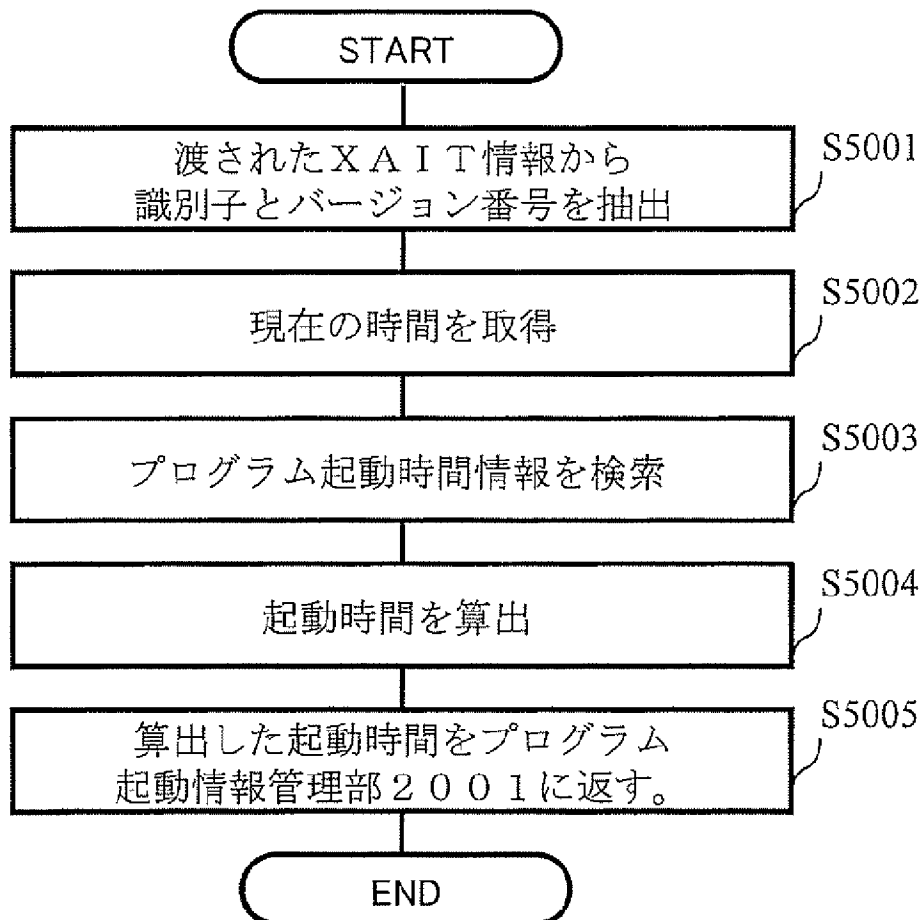 START
渡されたＸＡＩＴ情報から
識別子とバージョン番号を抽出
S5001
現在の時間を取得
S5002
プログラム起動時間情報を検索
S5003
起動時間を算出
S5004
算出した起動時間をプログラム
起動情報管理部２００１に返す。
S5005
END